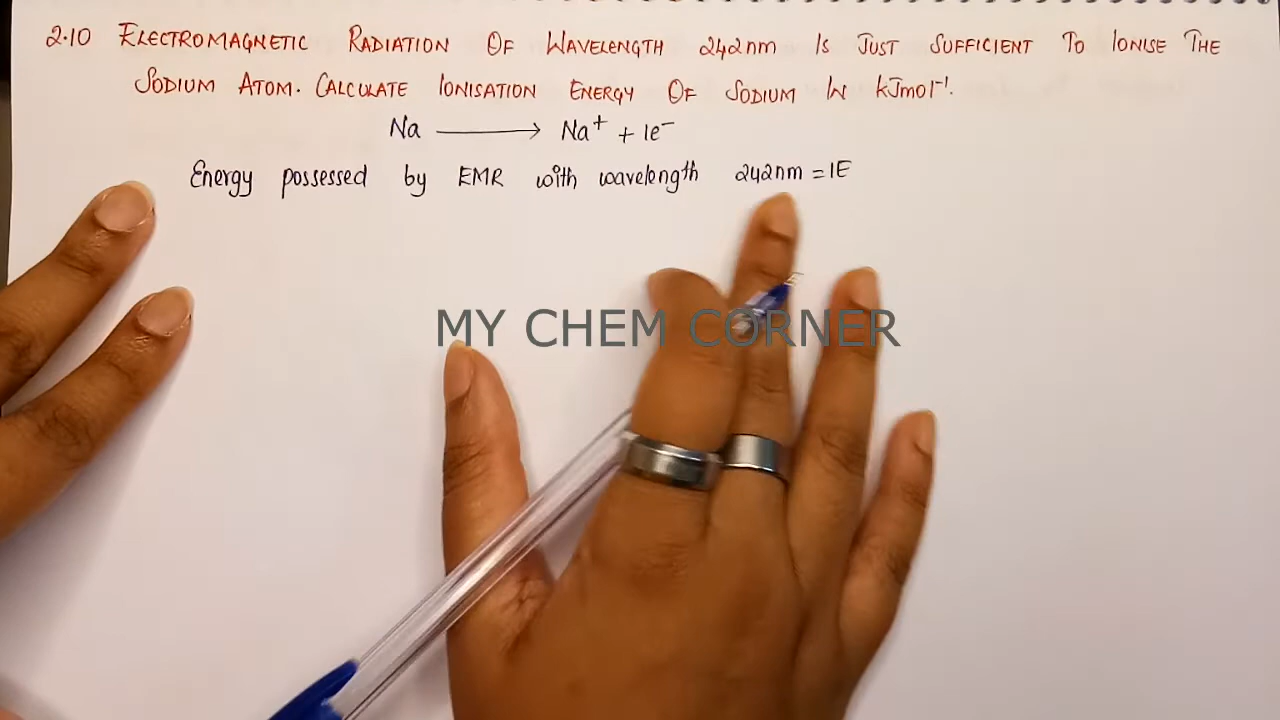 2.10 ELECTROMAGNETIC RADIATION OF WAVELENGTH 242nm IS JUST SUFFICIENT TO IONISE THE
SODIUM ATOM. CALCULATE IONISATION ENERGY OF SODIUM IN kJmol⁻¹.
Na ⟶ Na⁺ + 1e⁻
Energy possessed by EMR with wavelength 242nm = IE
MY CHEM CORNER